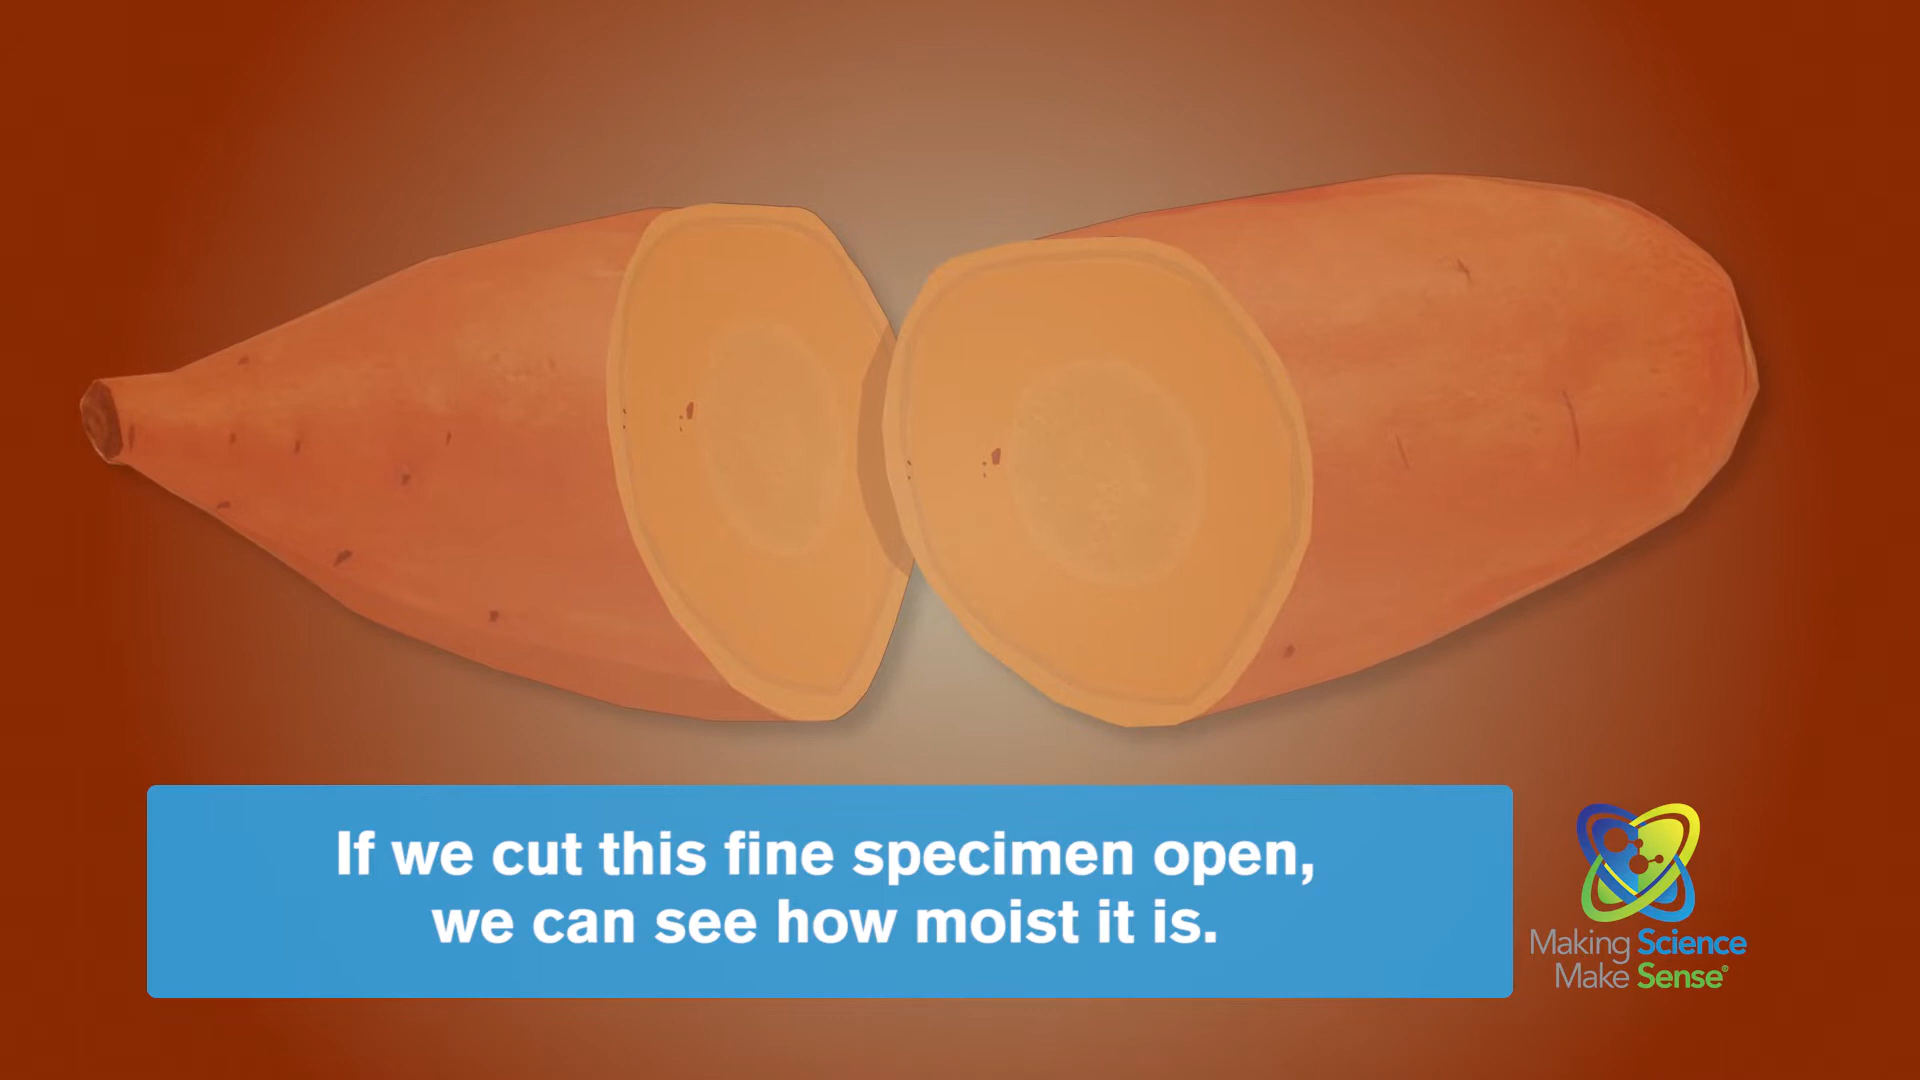 If we cut this fine specimen open,
we can see how moist it is.
Making Science
Make Sense®